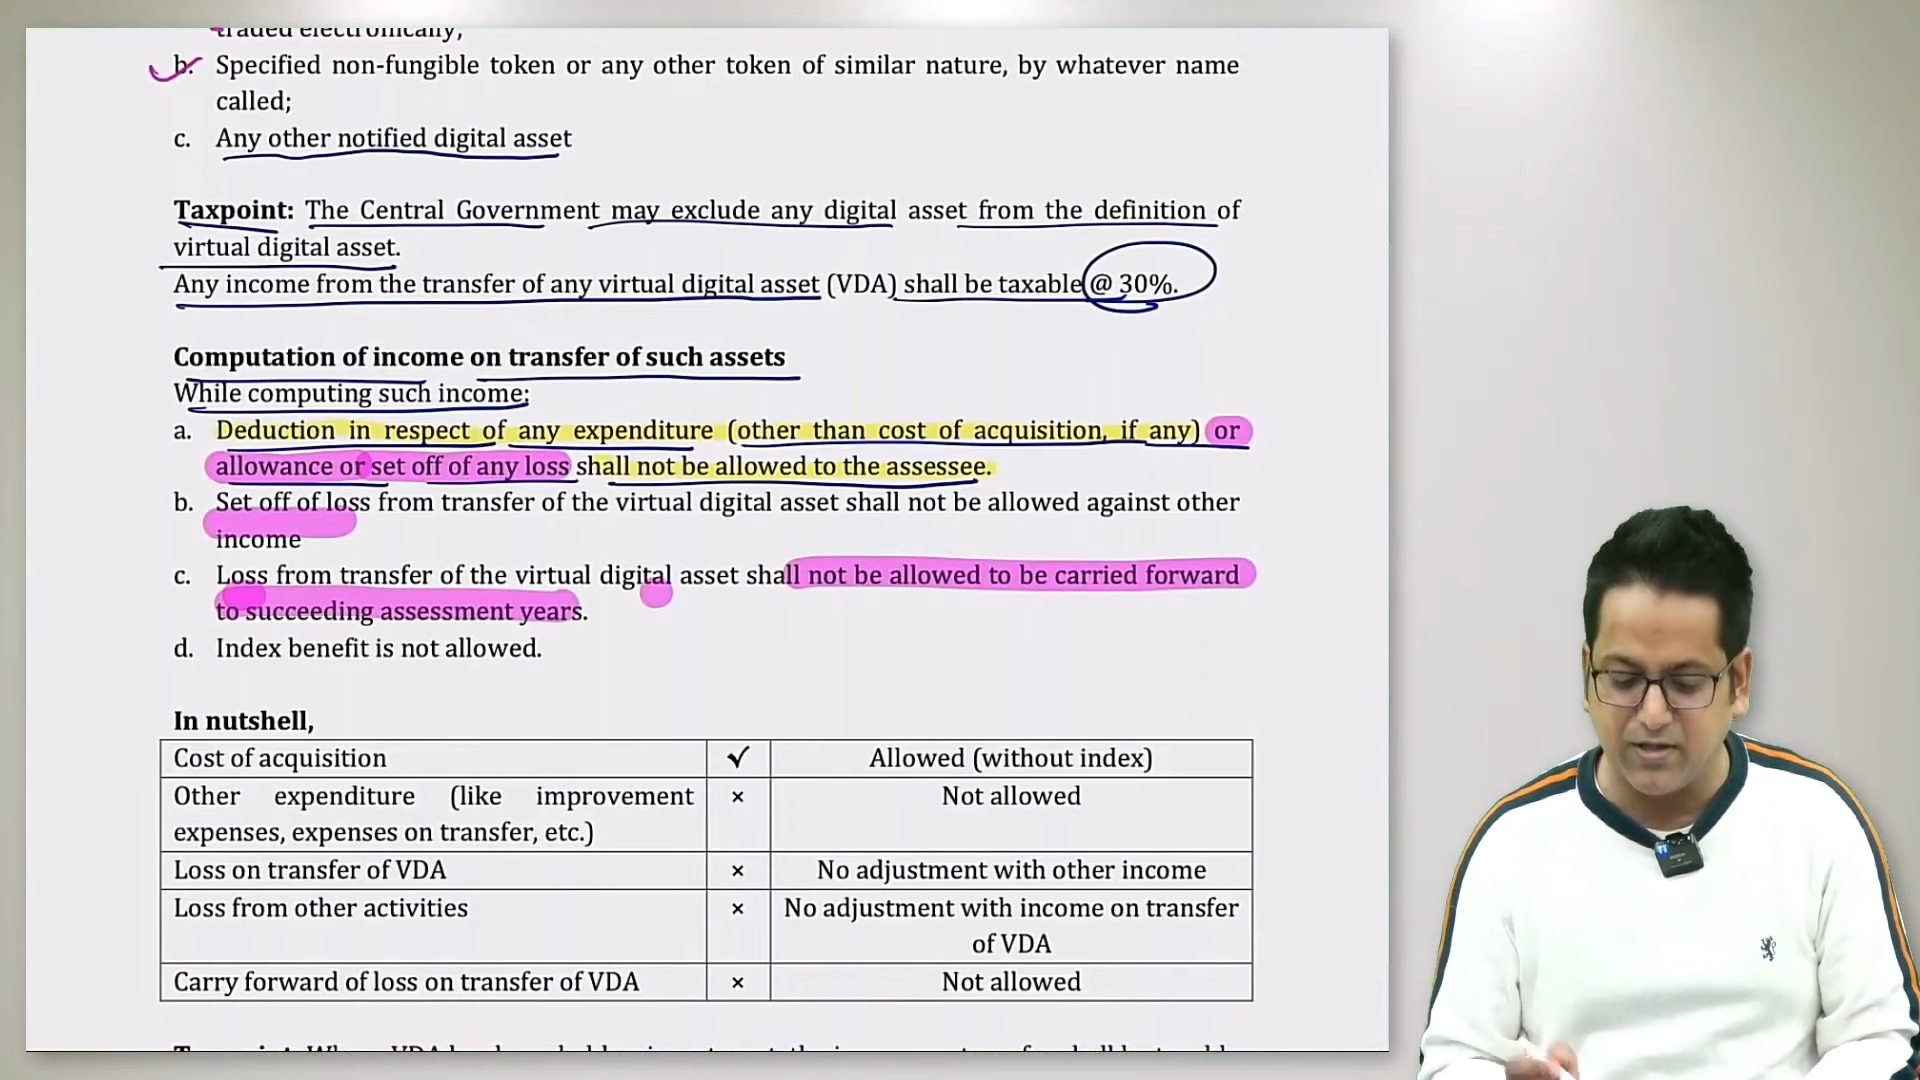 traded electronically;
b. Specified non-fungible token or any other token of similar nature, by whatever name
called;
c. Any other notified digital asset
Taxpoint: The Central Government may exclude any digital asset from the definition of
virtual digital asset.
Any income from the transfer of any virtual digital asset (VDA) shall be taxable @ 30%.
Computation of income on transfer of such assets
While computing such income:
a. Deduction in respect of any expenditure (other than cost of acquisition, if any) or
allowance or set off of any loss shall not be allowed to the assessee.
b. Set off of loss from transfer of the virtual digital asset shall not be allowed against other
income
c. Loss from transfer of the virtual digital asset shall not be allowed to be carried forward
to succeeding assessment years.
d. Index benefit is not allowed.
In nutshell,
Cost of acquisition ✓ Allowed (without index)
Other expenditure (like improvement × Not allowed
expenses, expenses on transfer, etc.)
Loss on transfer of VDA × No adjustment with other income
Loss from other activities × No adjustment with income on transfer
of VDA
Carry forward of loss on transfer of VDA × Not allowed